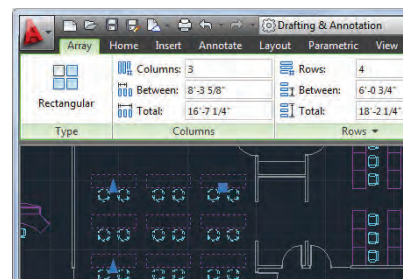 Drafting & Annotation
Array Home Insert Annotate Layout Parametric View
Columns: 3 Rows: 4
Between: 8'-3 5/8" Between: 6'-0 3/4"
Rectangular Total: 16'-7 1/4" Total: 18'-2 1/4"
Type Columns Rows